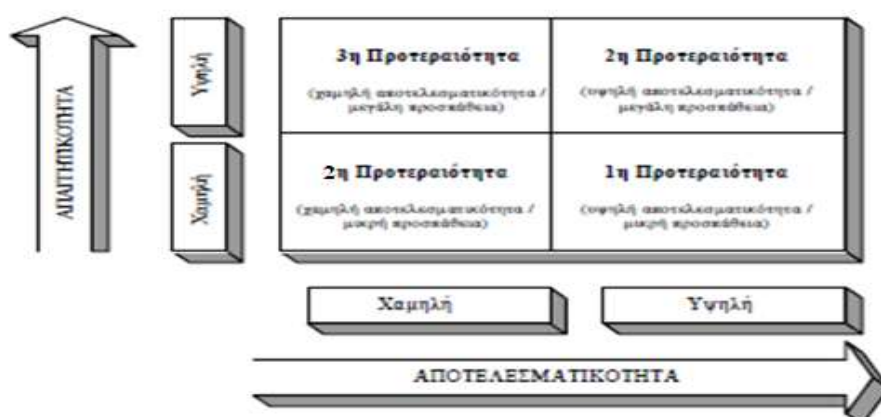 ΑΠΑΙΤΗΤΙΚΟΤΗΤΑ
Υψηλή
Χαμηλή
3η Προτεραιότητα
(χαμηλή αποτελεσματικότητα /
μεγάλη προσπάθεια)
2η Προτεραιότητα
(υψηλή αποτελεσματικότητα /
μεγάλη προσπάθεια)
2η Προτεραιότητα
(χαμηλή αποτελεσματικότητα /
μικρή προσπάθεια)
1η Προτεραιότητα
(υψηλή αποτελεσματικότητα /
μικρή προσπάθεια)
Χαμηλή
Υψηλή
ΑΠΟΤΕΛΕΣΜΑΤΙΚΟΤΗΤΑ